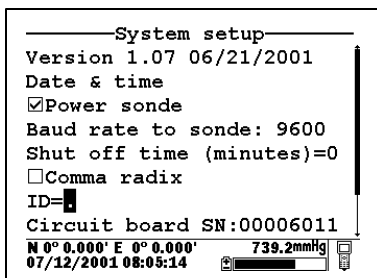 System setup
Version 1.07 06/21/2001
Date & time
☑Power sonde
Baud rate to sonde: 9600
Shut off time (minutes)=0
☐Comma radix
ID=.
Circuit board SN:00006011
N 0° 0.000' E 0° 0.000' 739.2mmHg
07/12/2001 08:05:14